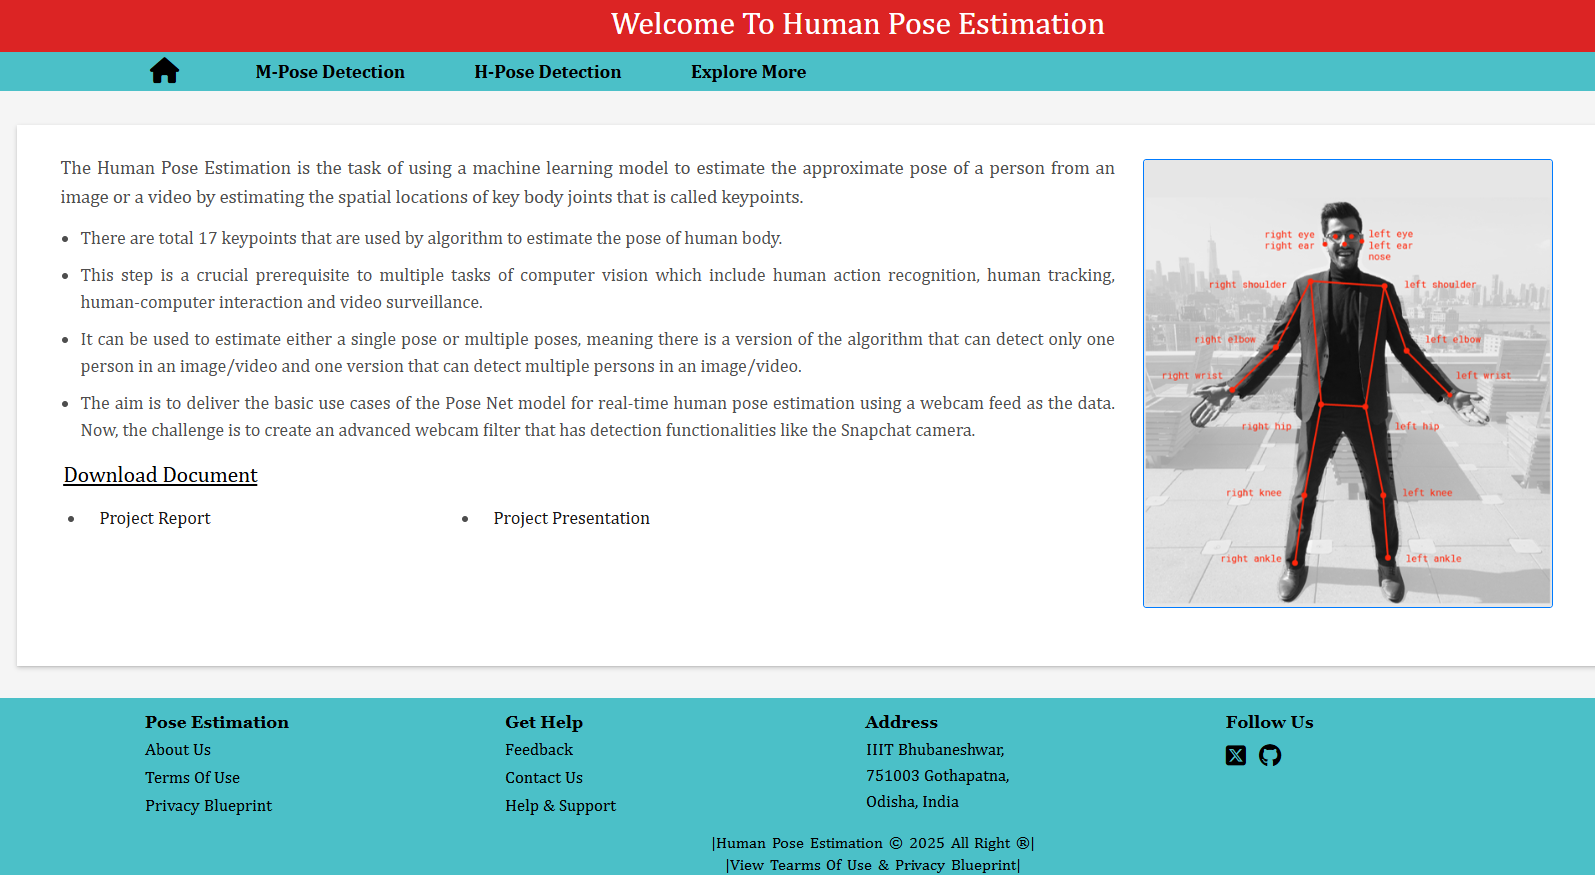 Welcome To Human Pose Estimation
M-Pose Detection H-Pose Detection Explore More
The Human Pose Estimation is the task of using a machine learning model to estimate the approximate pose of a person from an
image or a video by estimating the spatial locations of key body joints that is called keypoints.
• There are total 17 keypoints that are used by algorithm to estimate the pose of human body.
• This step is a crucial prerequisite to multiple tasks of computer vision which include human action recognition, human tracking,
human-computer interaction and video surveillance.
• It can be used to estimate either a single pose or multiple poses, meaning there is a version of the algorithm that can detect only one
person in an image/video and one version that can detect multiple persons in an image/video.
• The aim is to deliver the basic use cases of the Pose Net model for real-time human pose estimation using a webcam feed as the data.
Now, the challenge is to create an advanced webcam filter that has detection functionalities like the Snapchat camera.
Download Document
• Project Report • Project Presentation
right eye left eye
right ear left ear
nose
right shoulder left shoulder
right elbow left elbow
right wrist left wrist
right hip left hip
right knee left knee
right ankle left ankle
Pose Estimation
About Us
Terms Of Use
Privacy Blueprint
Get Help
Feedback
Contact Us
Help & Support
Address
IIIT Bhubaneshwar,
751003 Gothapatna,
Odisha, India
Follow Us
|Human Pose Estimation © 2025 All Right ®|
|View Tearms Of Use & Privacy Blueprint|